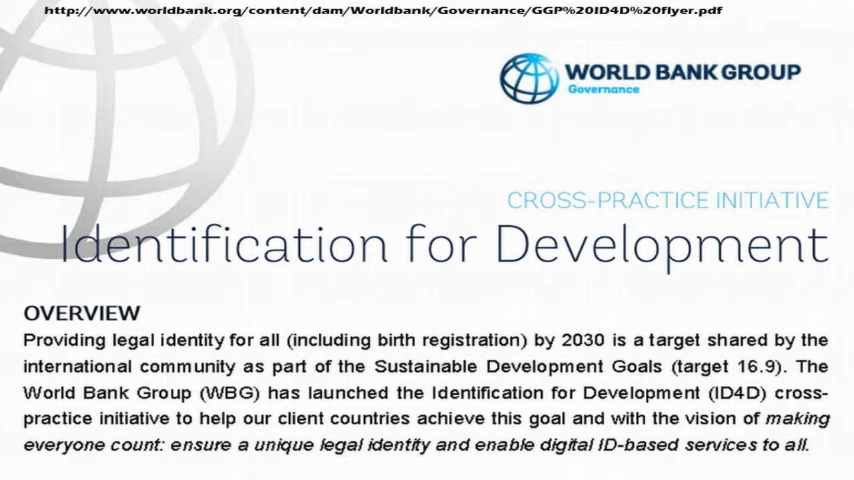 http://www.worldbank.org/content/dam/Worldbank/Governance/GGP%20ID4D%20flyer.pdf
WORLD BANK GROUP
Governance
CROSS-PRACTICE INITIATIVE
Identification for Development
OVERVIEW
Providing legal identity for all (including birth registration) by 2030 is a target shared by the
international community as part of the Sustainable Development Goals (target 16.9). The
World Bank Group (WBG) has launched the Identification for Development (ID4D) cross-
practice initiative to help our client countries achieve this goal and with the vision of making
everyone count: ensure a unique legal identity and enable digital ID-based services to all.